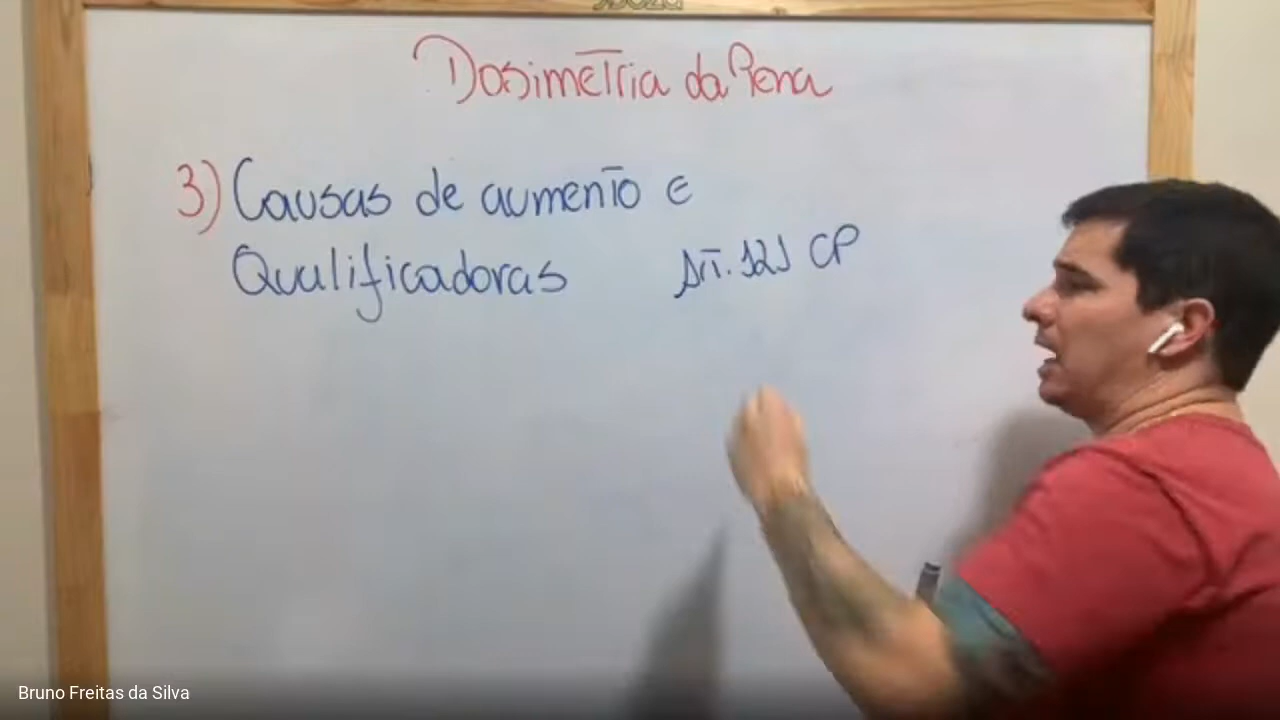 Dosimetria da Pena
3) Causas de aumento e
Qualificadoras
Art. 121 CP
Bruno Freitas da Silva